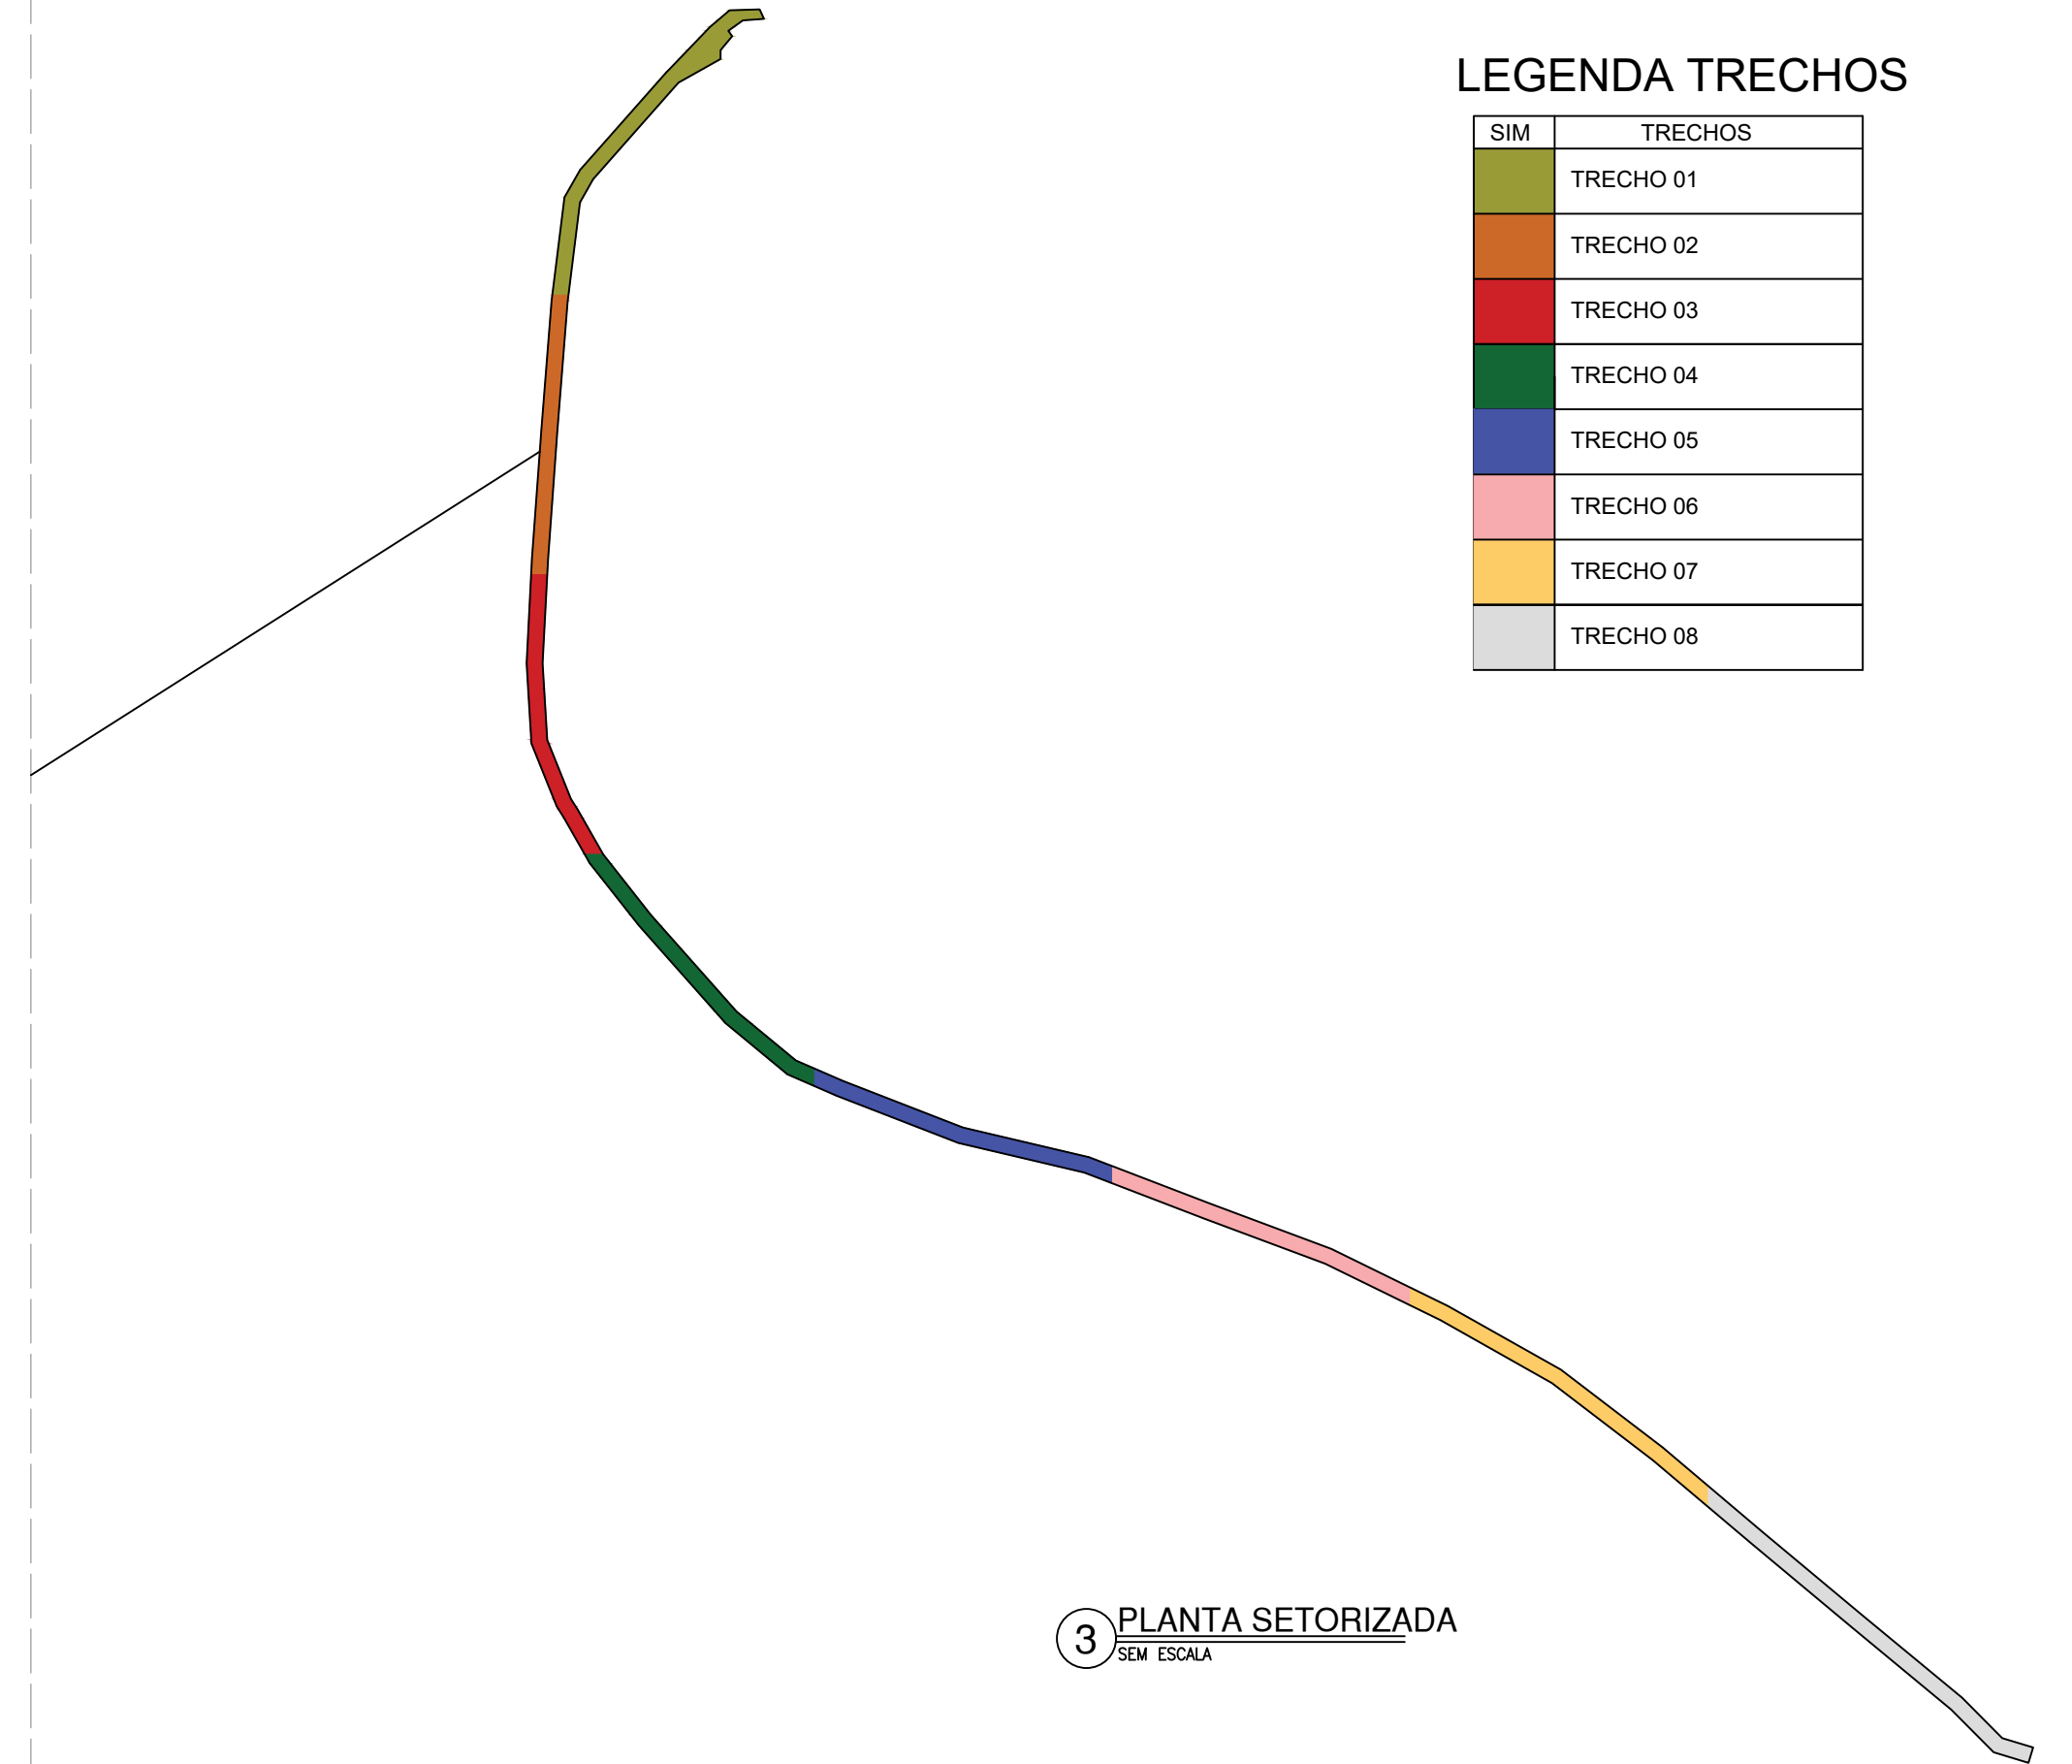 LEGENDA TRECHOS
SIM TRECHOS
TRECHO 01
TRECHO 02
TRECHO 03
TRECHO 04
TRECHO 05
TRECHO 06
TRECHO 07
TRECHO 08
3 PLANTA SETORIZADA
SEM ESCALA